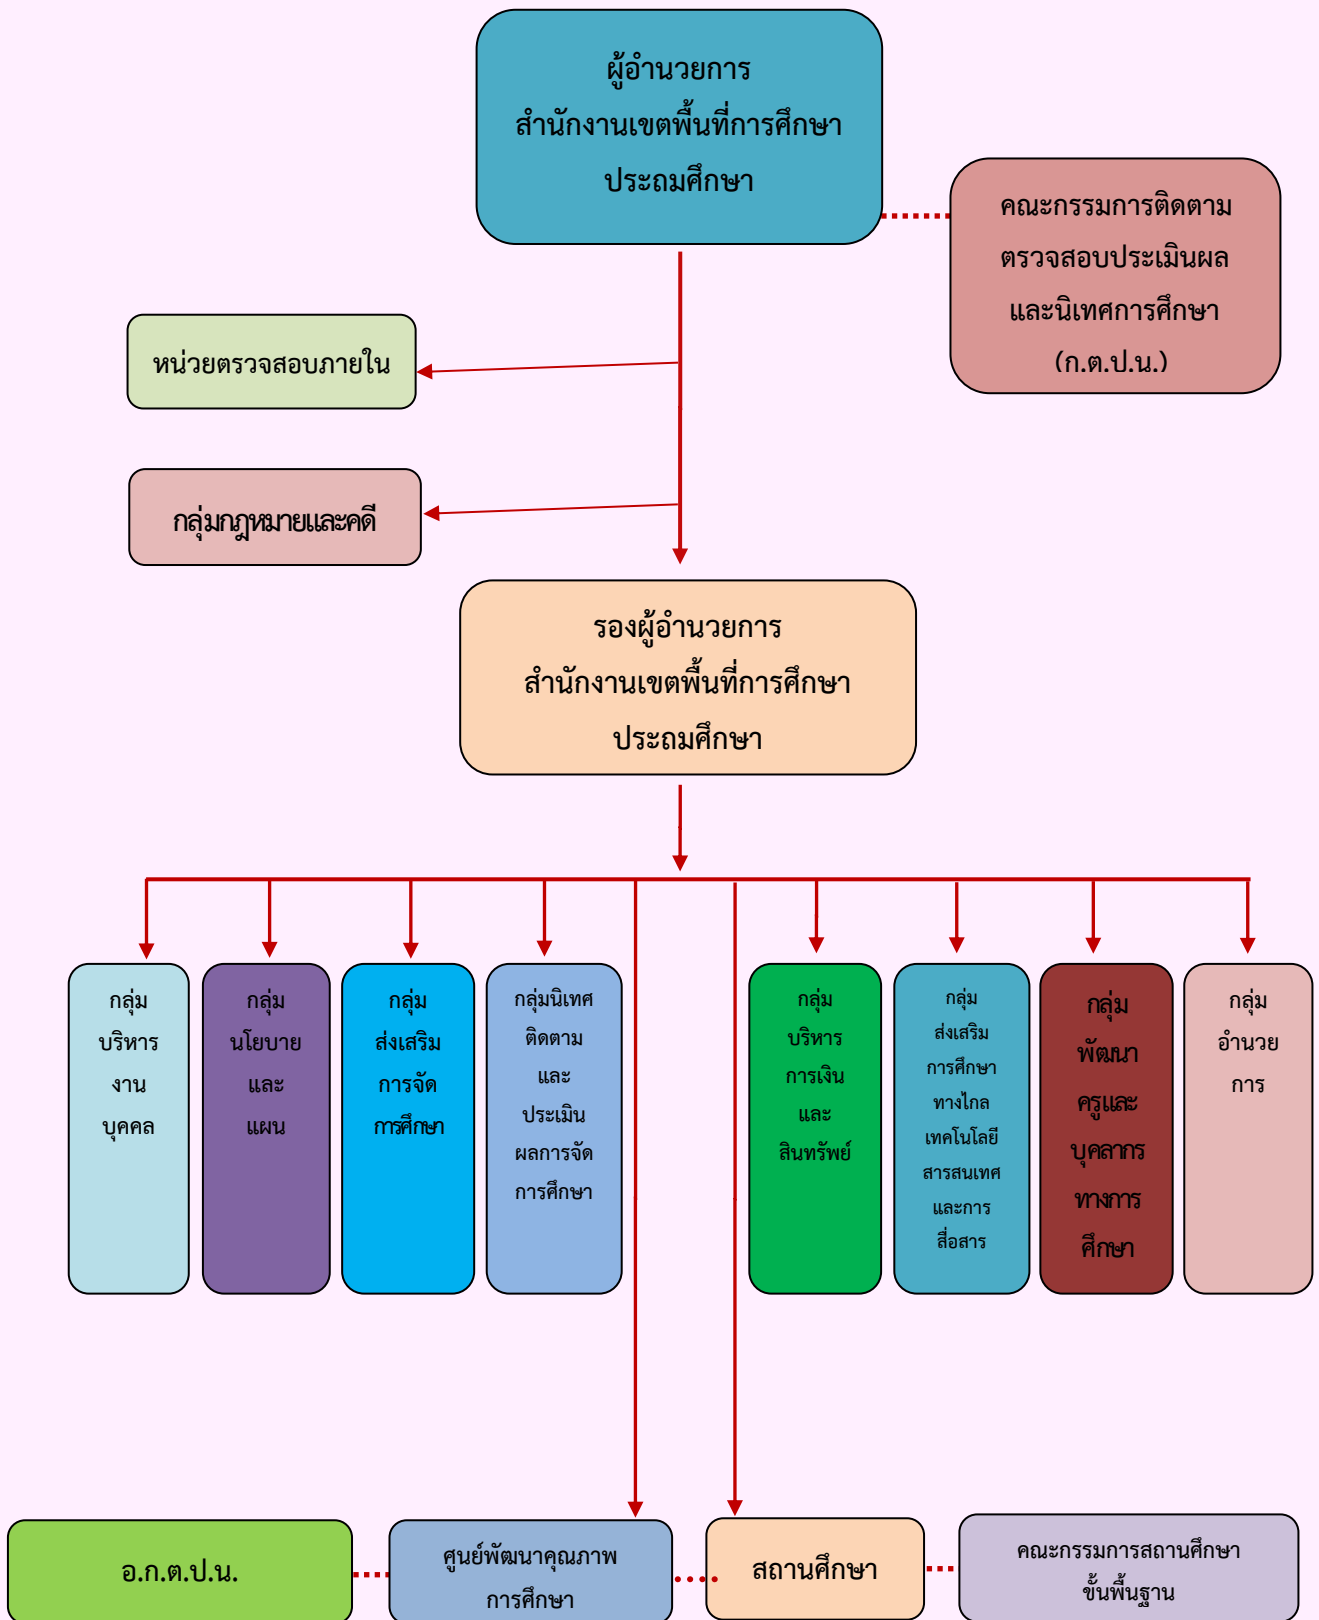 ผู้อำนวยการ
สำนักงานเขตพื้นที่การศึกษา
ประถมศึกษา
คณะกรรมการติดตาม
ตรวจสอบประเมินผล
และนิเทศการศึกษา
(ก.ต.ป.น.)
หน่วยตรวจสอบภายใน
กลุ่มกฎหมายและคดี
รองผู้อำนวยการ
สำนักงานเขตพื้นที่การศึกษา
ประถมศึกษา
กลุ่ม
บริหาร
งาน
บุคคล
กลุ่ม
นโยบาย
และ
แผน
กลุ่ม
ส่งเสริม
การจัด
การศึกษา
กลุ่มนิเทศ
ติดตาม
และ
ประเมิน
ผลการจัด
การศึกษา
กลุ่ม
บริหาร
การเงิน
และ
สินทรัพย์
กลุ่ม
ส่งเสริม
การศึกษา
ทางไกล
เทคโนโลยี
สารสนเทศ
และการ
สื่อสาร
กลุ่ม
พัฒนา
ครูและ
บุคลากร
ทางการ
ศึกษา
กลุ่ม
อำนวย
การ
อ.ก.ต.ป.น.
ศูนย์พัฒนาคุณภาพ
การศึกษา
สถานศึกษา
คณะกรรมการสถานศึกษา
ขั้นพื้นฐาน